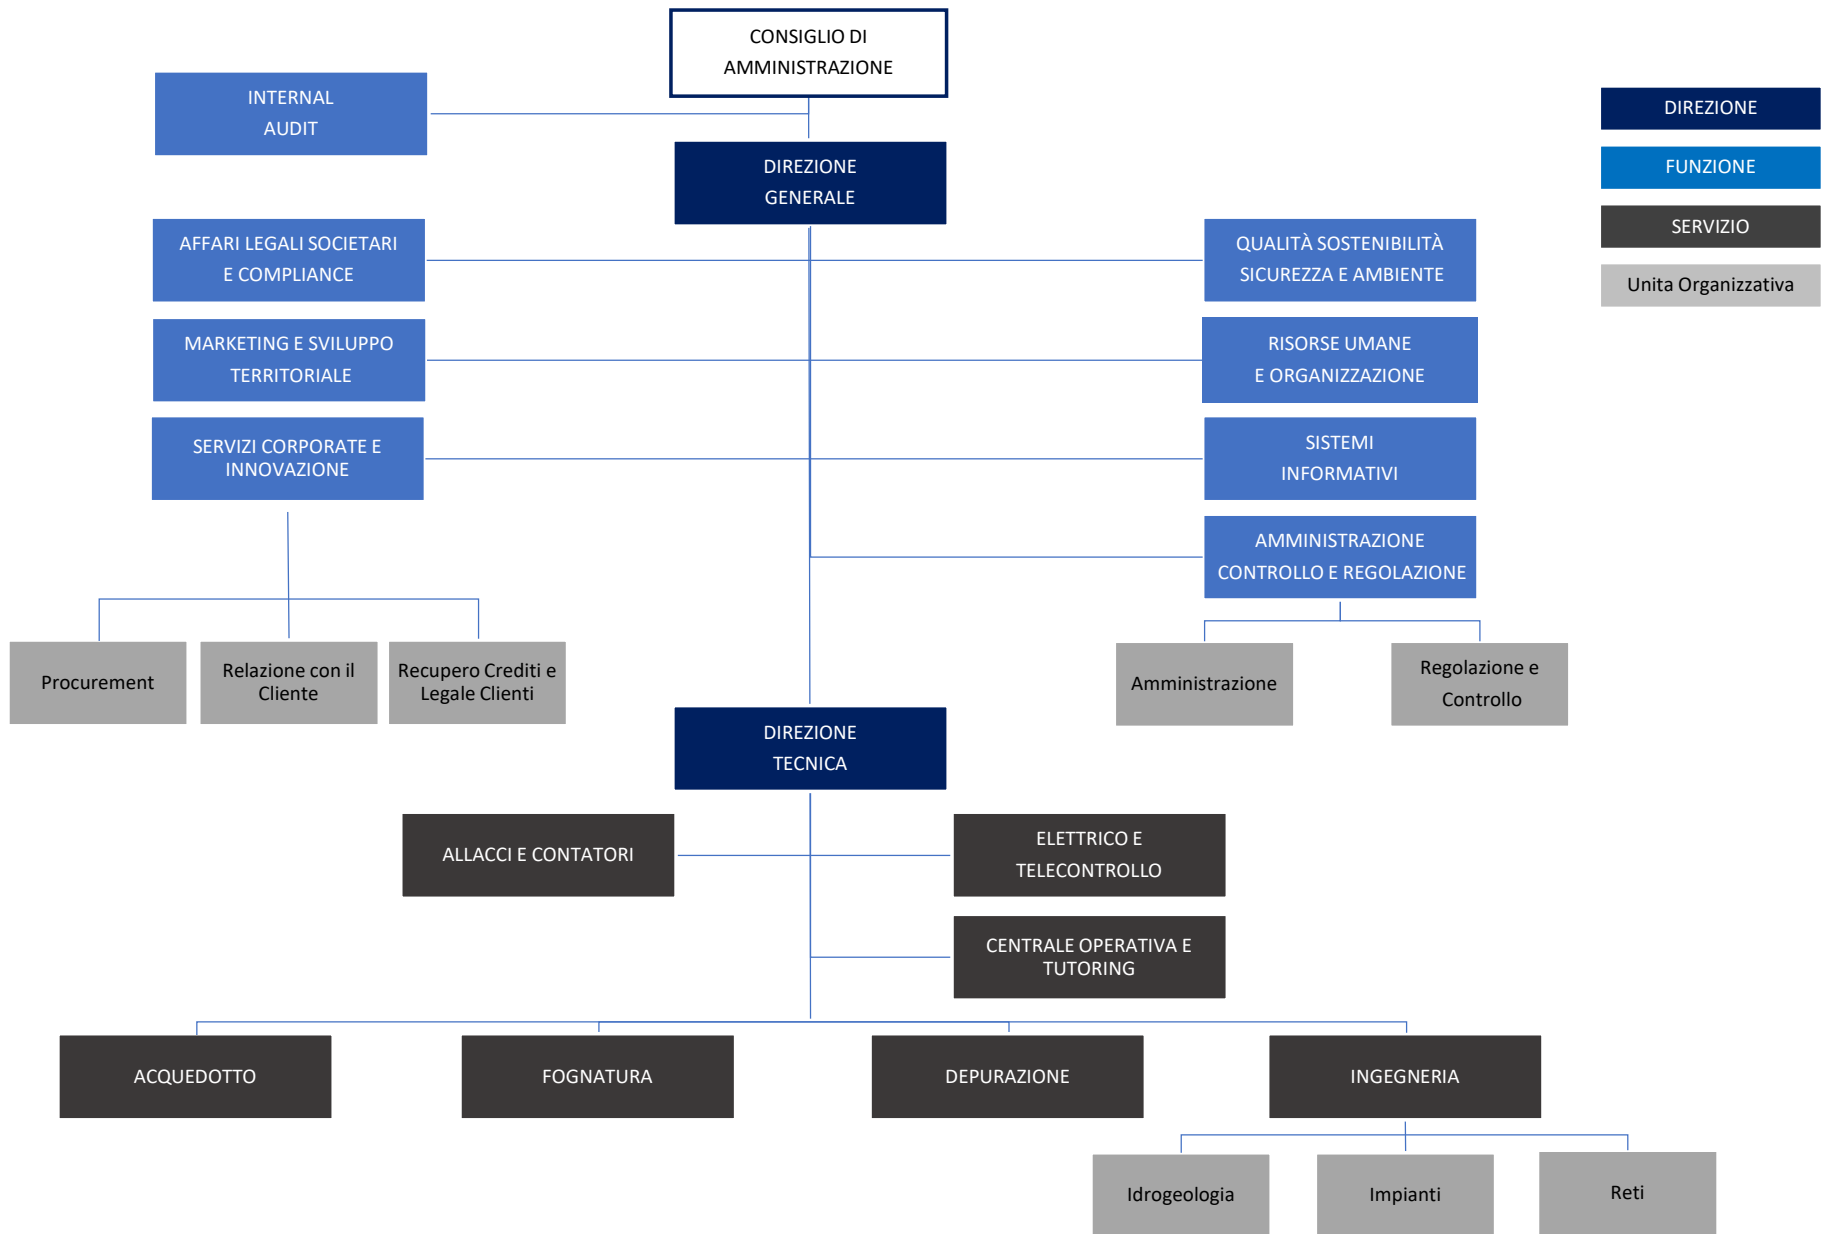 CONSIGLIO DI
AMMINISTRAZIONE
INTERNAL
AUDIT
DIREZIONE
GENERALE
AFFARI LEGALI SOCIETARI
E COMPLIANCE
QUALITÀ SOSTENIBILITÀ
SICUREZZA E AMBIENTE
MARKETING E SVILUPPO
TERRITORIALE
RISORSE UMANE
E ORGANIZZAZIONE
SERVIZI CORPORATE E
INNOVAZIONE
SISTEMI
INFORMATIVI
AMMINISTRAZIONE
CONTROLLO E REGOLAZIONE
Procurement
Relazione con il
Cliente
Recupero Crediti e
Legale Clienti
Amministrazione
Regolazione e
Controllo
DIREZIONE
TECNICA
ALLACCI E CONTATORI
ELETTRICO E
TELECONTROLLO
CENTRALE OPERATIVA E
TUTORING
ACQUEDOTTO
FOGNATURA
DEPURAZIONE
INGEGNERIA
Idrogeologia
Impianti
Reti
DIREZIONE
FUNZIONE
SERVIZIO
Unita Organizzativa